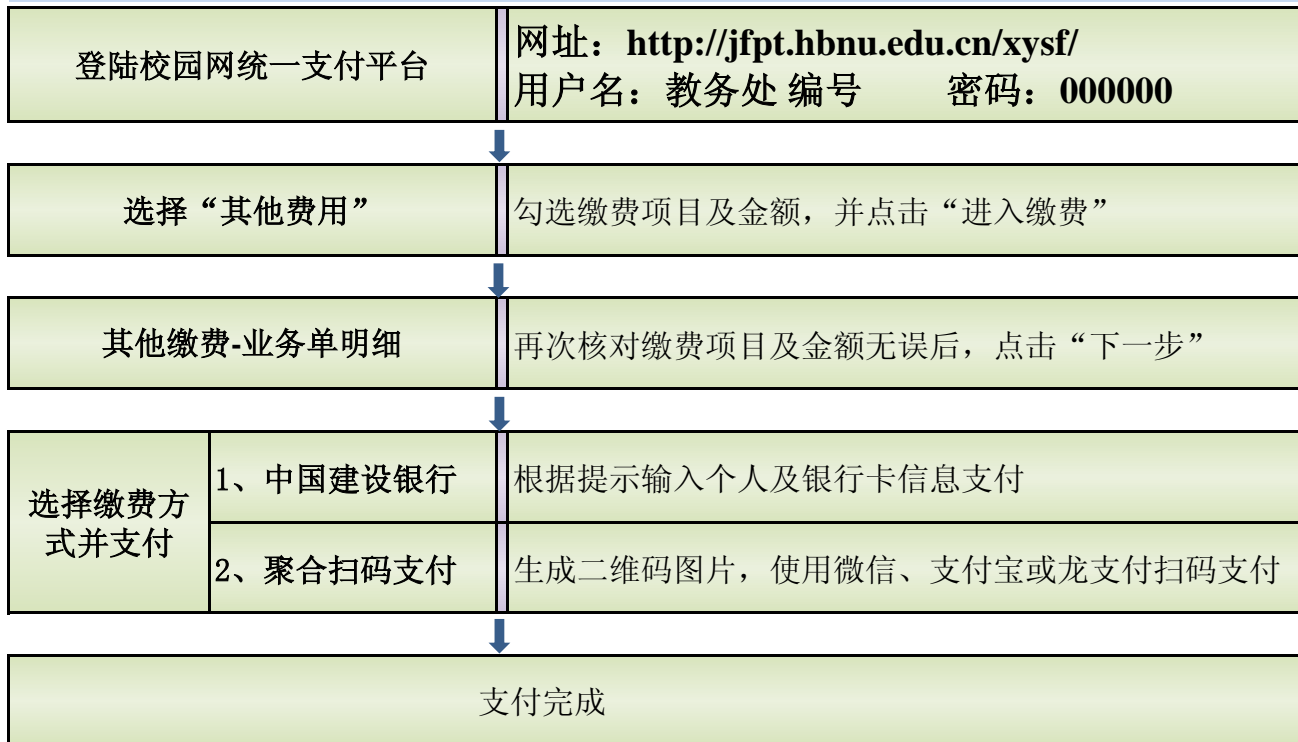 登陆校园网统一支付平台
网址：http://jfpt.hbnu.edu.cn/xysf/
用户名：教务处 编号 密码：000000
选择“其他费用”
勾选缴费项目及金额，并点击“进入缴费”
其他缴费-业务单明细
再次核对缴费项目及金额无误后，点击“下一步”
选择缴费方
式并支付
1、中国建设银行
根据提示输入个人及银行卡信息支付
2、聚合扫码支付
生成二维码图片，使用微信、支付宝或龙支付扫码支付
支付完成